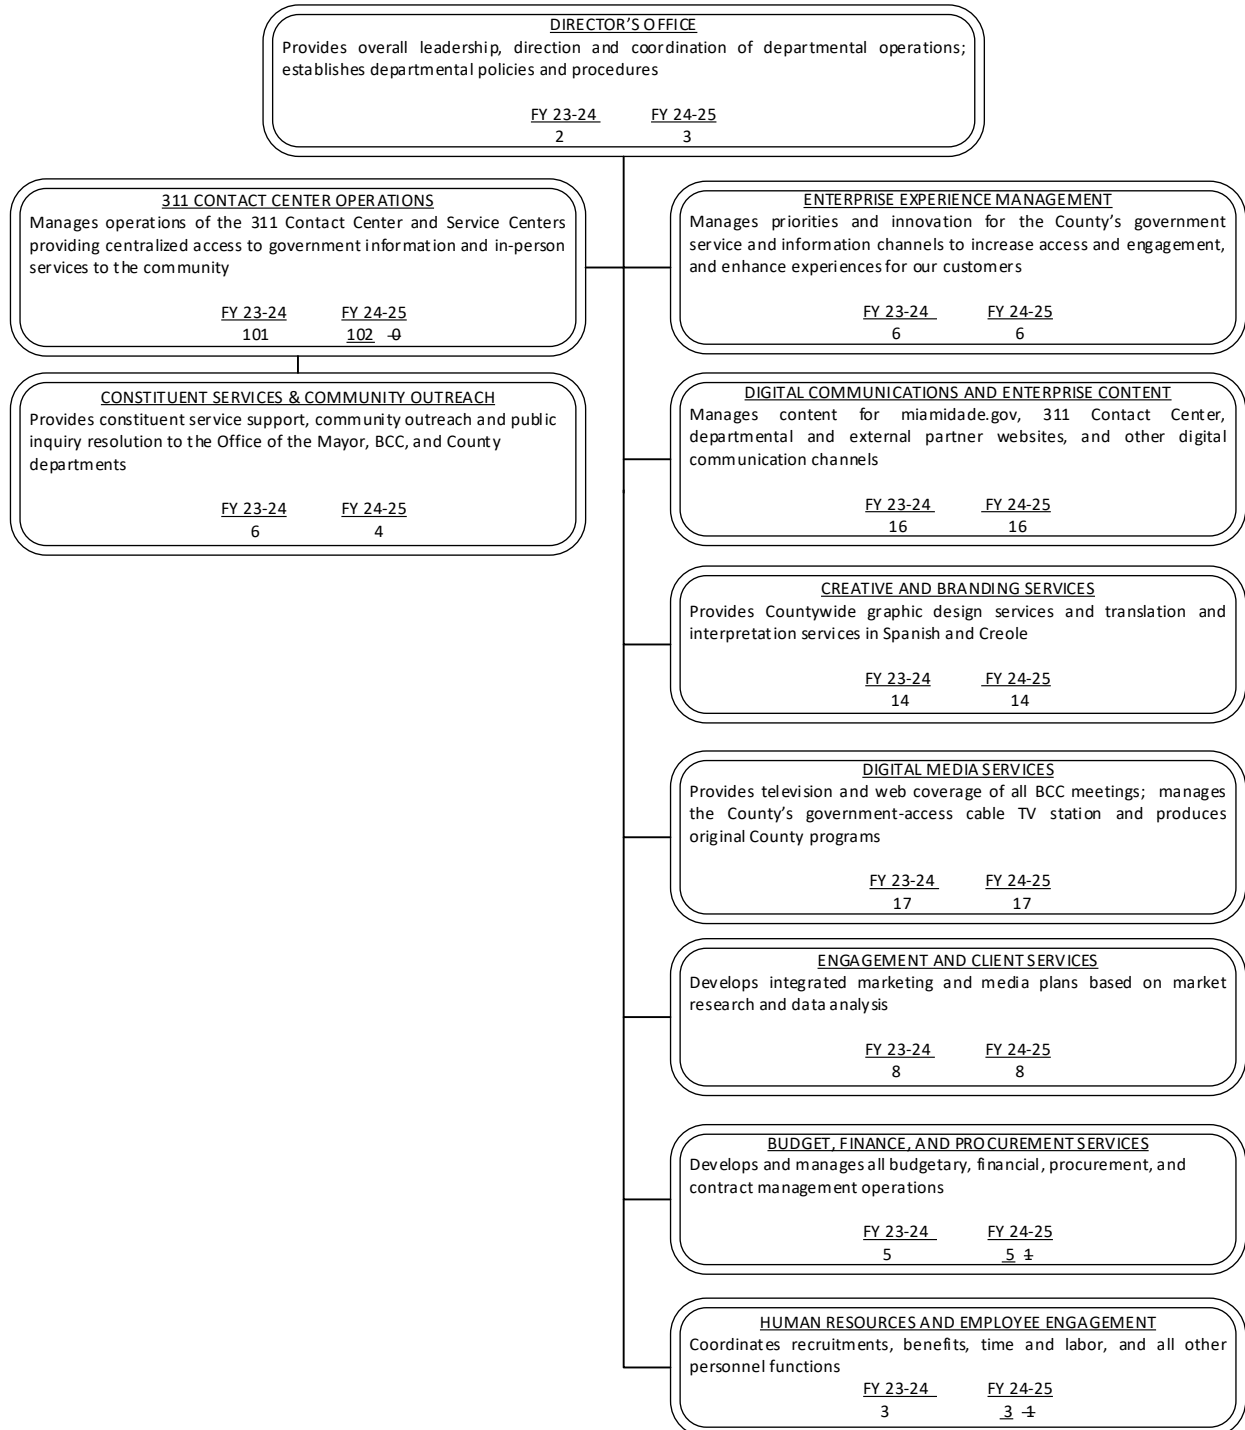 DIRECTOR'S OFFICE
Provides overall leadership, direction and coordination of departmental operations;
establishes departmental policies and procedures
FY 23-24 FY 24-25
2 3
311 CONTACT CENTER OPERATIONS
Manages operations of the 311 Contact Center and Service Centers
providing centralized access to government information and in-person
services to the community
FY 23-24 FY 24-25
101 102 0
CONSTITUENT SERVICES & COMMUNITY OUTREACH
Provides constituent service support, community outreach and public
inquiry resolution to the Office of the Mayor, BCC, and County
departments
FY 23-24 FY 24-25
6 4
ENTERPRISE EXPERIENCE MANAGEMENT
Manages priorities and innovation for the County's government
service and information channels to increase access and engagement,
and enhance experiences for our customers
FY 23-24 FY 24-25
6 6
DIGITAL COMMUNICATIONS AND ENTERPRISE CONTENT
Manages content for miamidade.gov, 311 Contact Center,
departmental and external partner websites, and other digital
communication channels
FY 23-24 FY 24-25
16 16
CREATIVE AND BRANDING SERVICES
Provides Countywide graphic design services and translation and
interpretation services in Spanish and Creole
FY 23-24 FY 24-25
14 14
DIGITAL MEDIA SERVICES
Provides television and web coverage of all BCC meetings; manages
the County's government-access cable TV station and produces
original County programs
FY 23-24 FY 24-25
17 17
ENGAGEMENT AND CLIENT SERVICES
Develops integrated marketing and media plans based on market
research and data analysis
FY 23-24 FY 24-25
8 8
BUDGET, FINANCE, AND PROCUREMENT SERVICES
Develops and manages all budgetary, financial, procurement, and
contract management operations
FY 23-24 FY 24-25
5 5 1
HUMAN RESOURCES AND EMPLOYEE ENGAGEMENT
Coordinates recruitments, benefits, time and labor, and all other
personnel functions
FY 23-24 FY 24-25
3 3 1